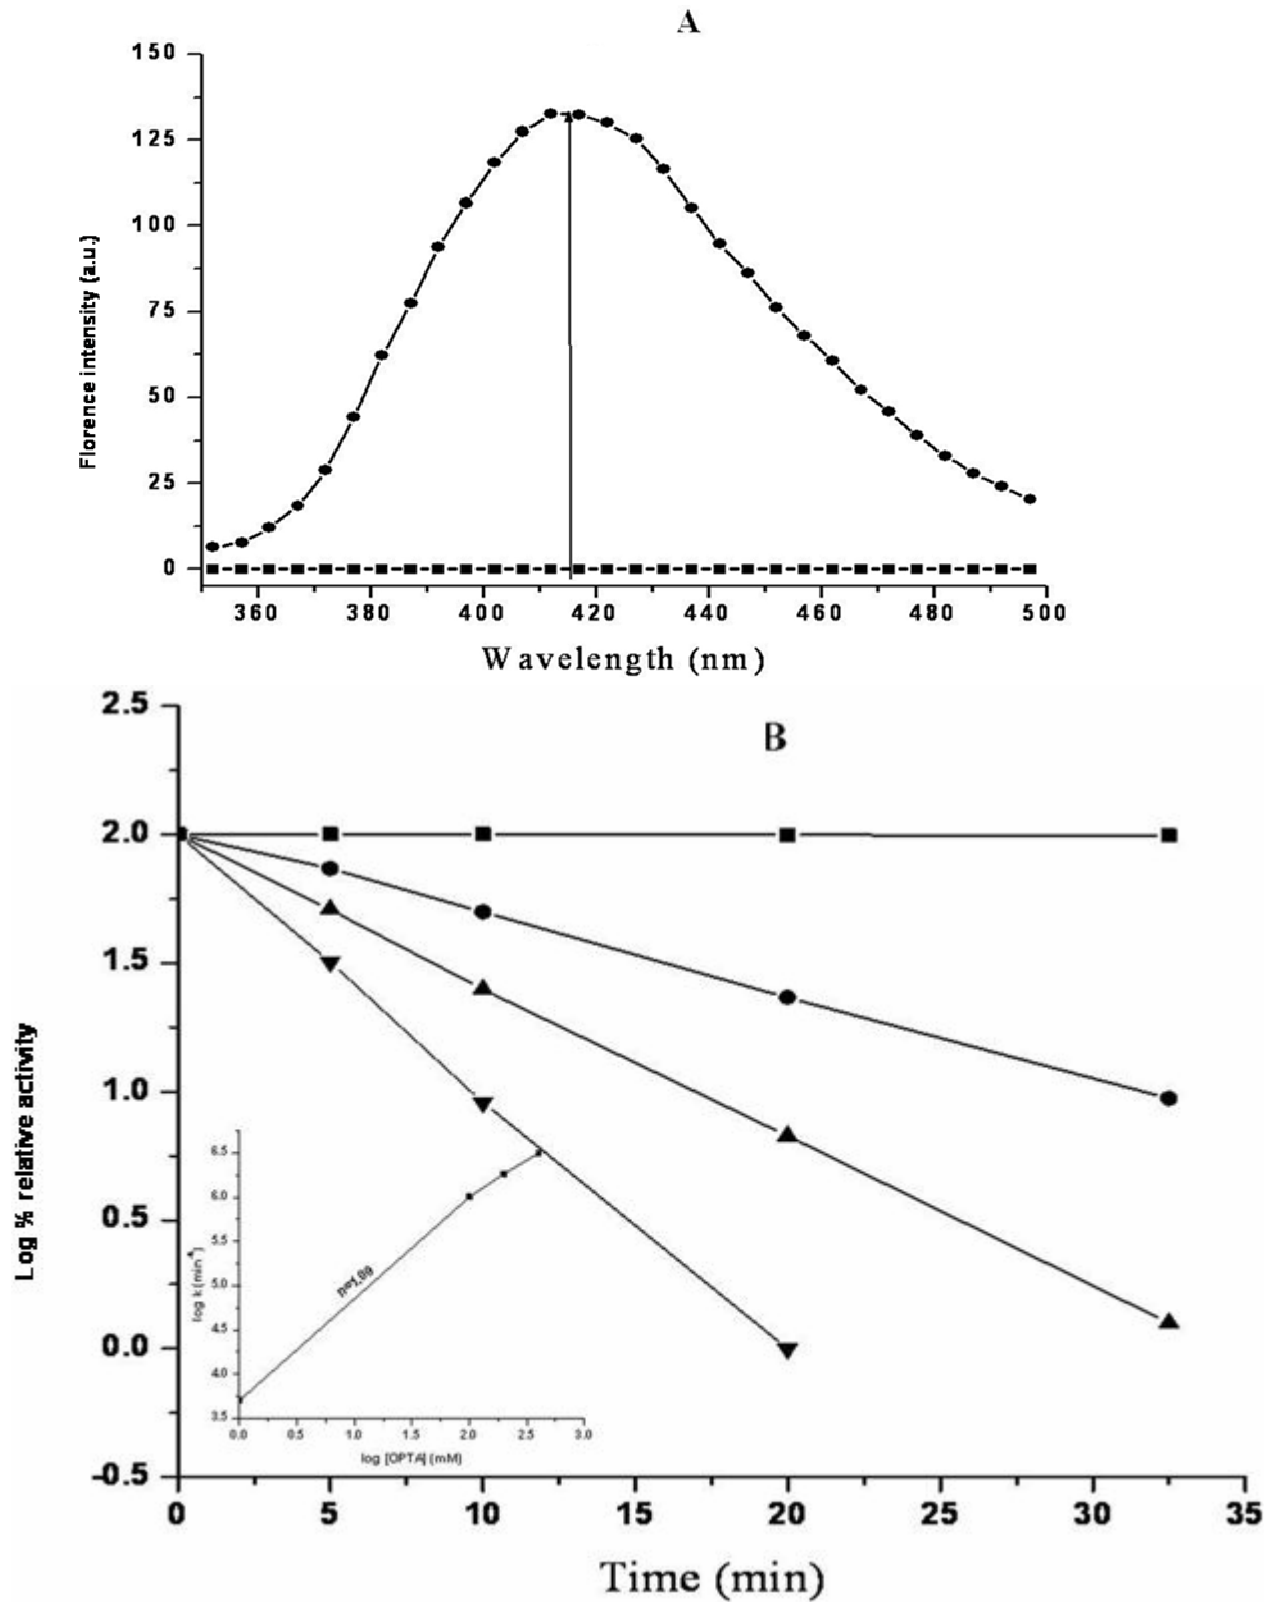 A
150
125
100
75
50
25
0
Florence intensity (a.u.)
360 380 400 420 440 460 480 500
Wavelength (nm)
B
2.5
2.0
1.5
1.0
0.5
0.0
-0.5
Log % relative activity
6.5
6.0
5.5
5.0
4.5
4.0
3.5
log k (min⁻¹)
n=1.09
0.0 0.5 1.0 1.5 2.0 2.5 3.0
log [OPTA] (mM)
0 5 10 15 20 25 30 35
Time (min)